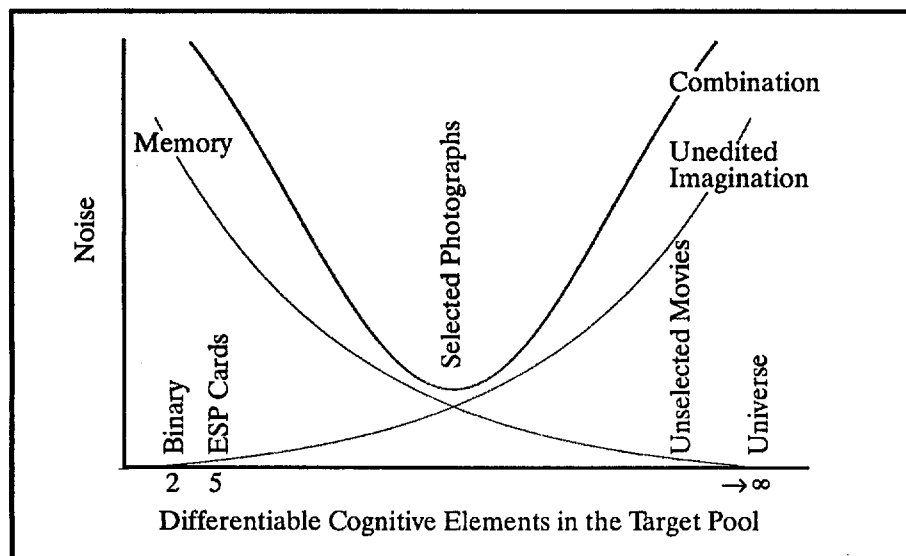 Combination
Memory
Unedited
Imagination
Noise
Selected Photographs
Binary
ESP Cards
Unselected Movies
Universe
2
5
→ ∞
Differentiable Cognitive Elements in the Target Pool